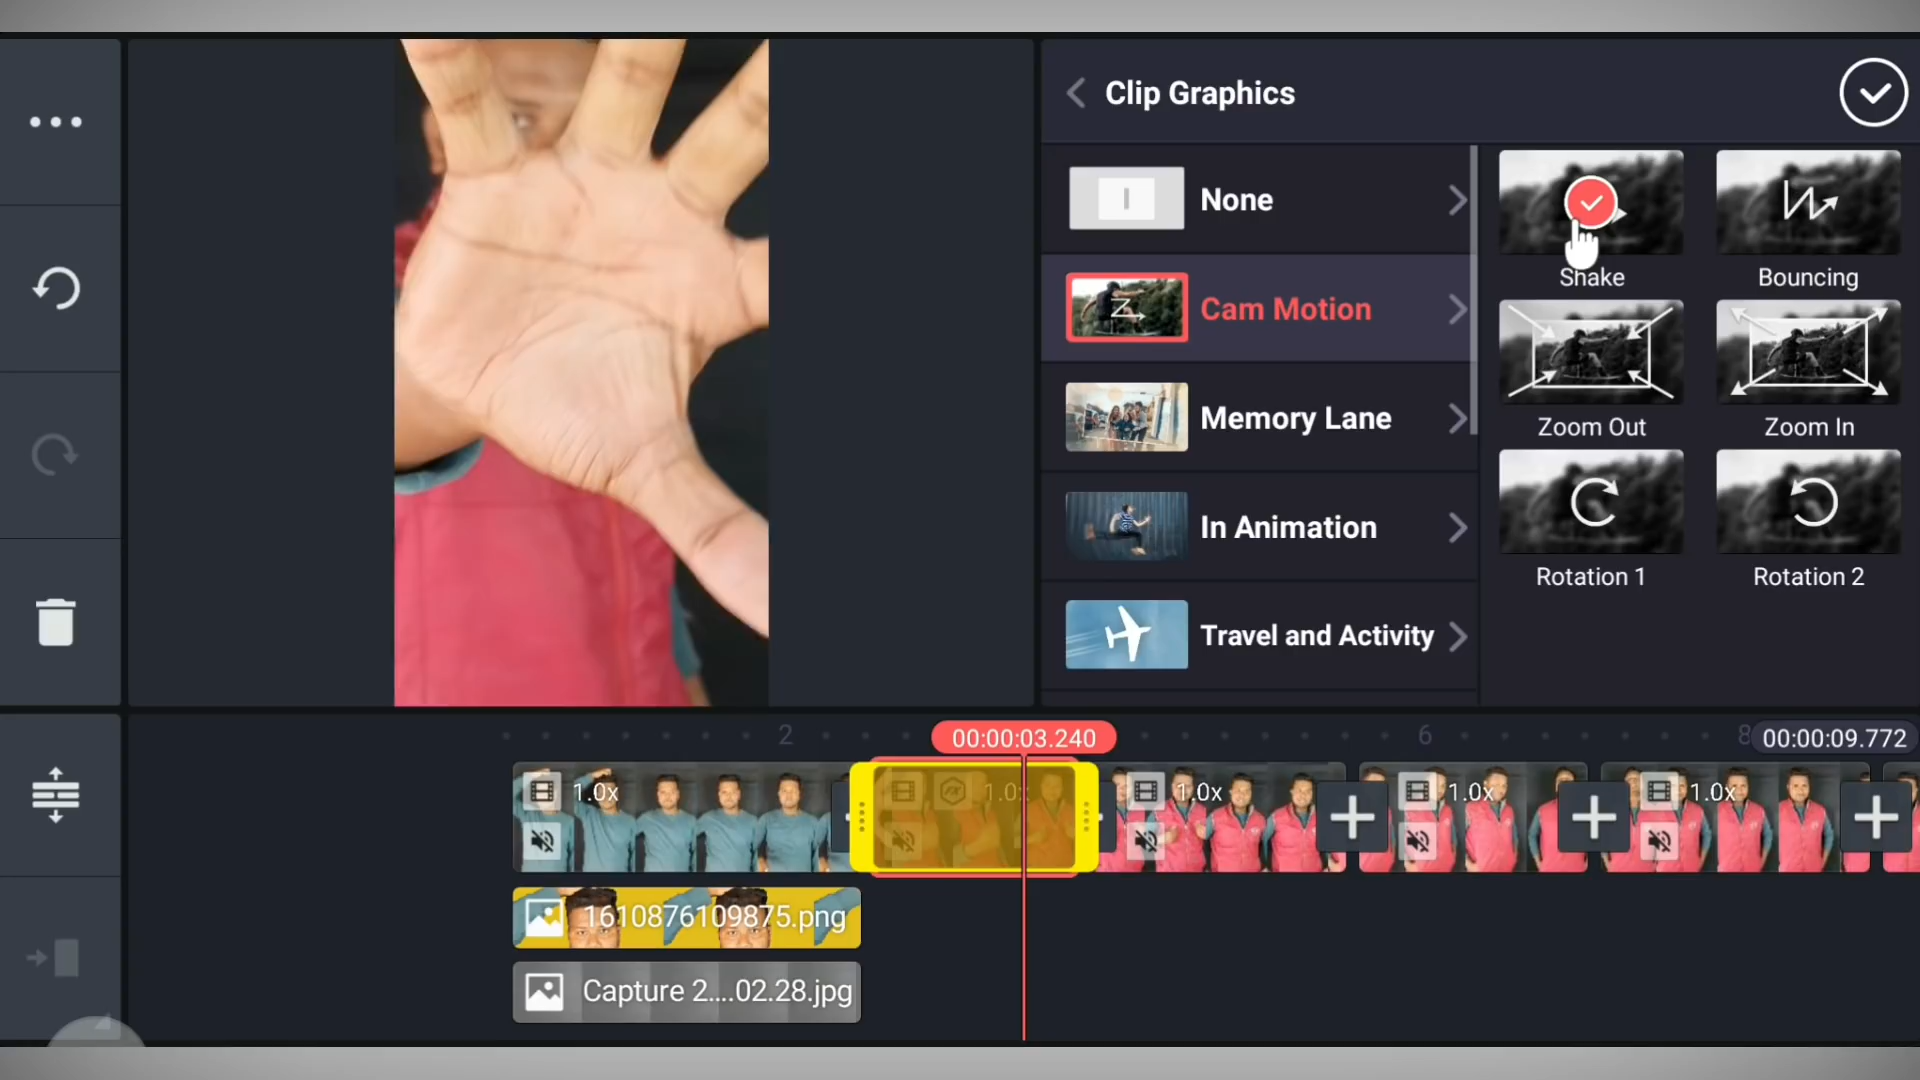 Clip Graphics
None
Cam Motion
Memory Lane
In Animation
Travel and Activity
Shake
Bouncing
Zoom Out
Zoom In
Rotation 1
Rotation 2
2
00:00:03.240
6
8
00:00:09.772
1.0x
1.0x
1.0x
1.0x
1.0x
1610876109875.png
Capture 2....02.28.jpg